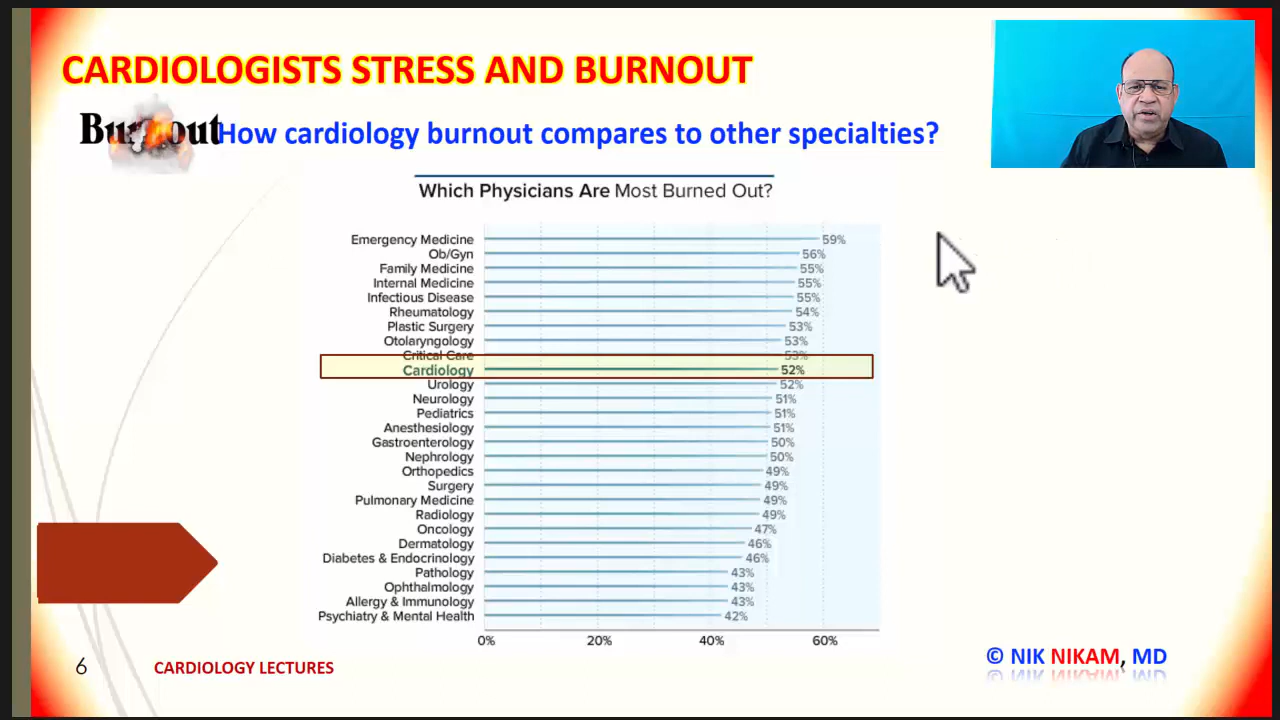 CARDIOLOGISTS STRESS AND BURNOUT
Burnout
How cardiology burnout compares to other specialties?
Which Physicians Are Most Burned Out?
Emergency Medicine 59%
Ob/Gyn 56%
Family Medicine 55%
Internal Medicine 55%
Infectious Disease 55%
Rheumatology 54%
Plastic Surgery 53%
Otolaryngology 53%
Critical Care 53%
Cardiology 52%
Urology 52%
Neurology 51%
Pediatrics 51%
Anesthesiology 51%
Gastroenterology 50%
Nephrology 50%
Orthopedics 49%
Surgery 49%
Pulmonary Medicine 49%
Radiology 49%
Oncology 47%
Dermatology 46%
Diabetes & Endocrinology 46%
Pathology 43%
Ophthalmology 43%
Allergy & Immunology 43%
Psychiatry & Mental Health 42%
0% 20% 40% 60%
6 CARDIOLOGY LECTURES
© NIK NIKAM, MD